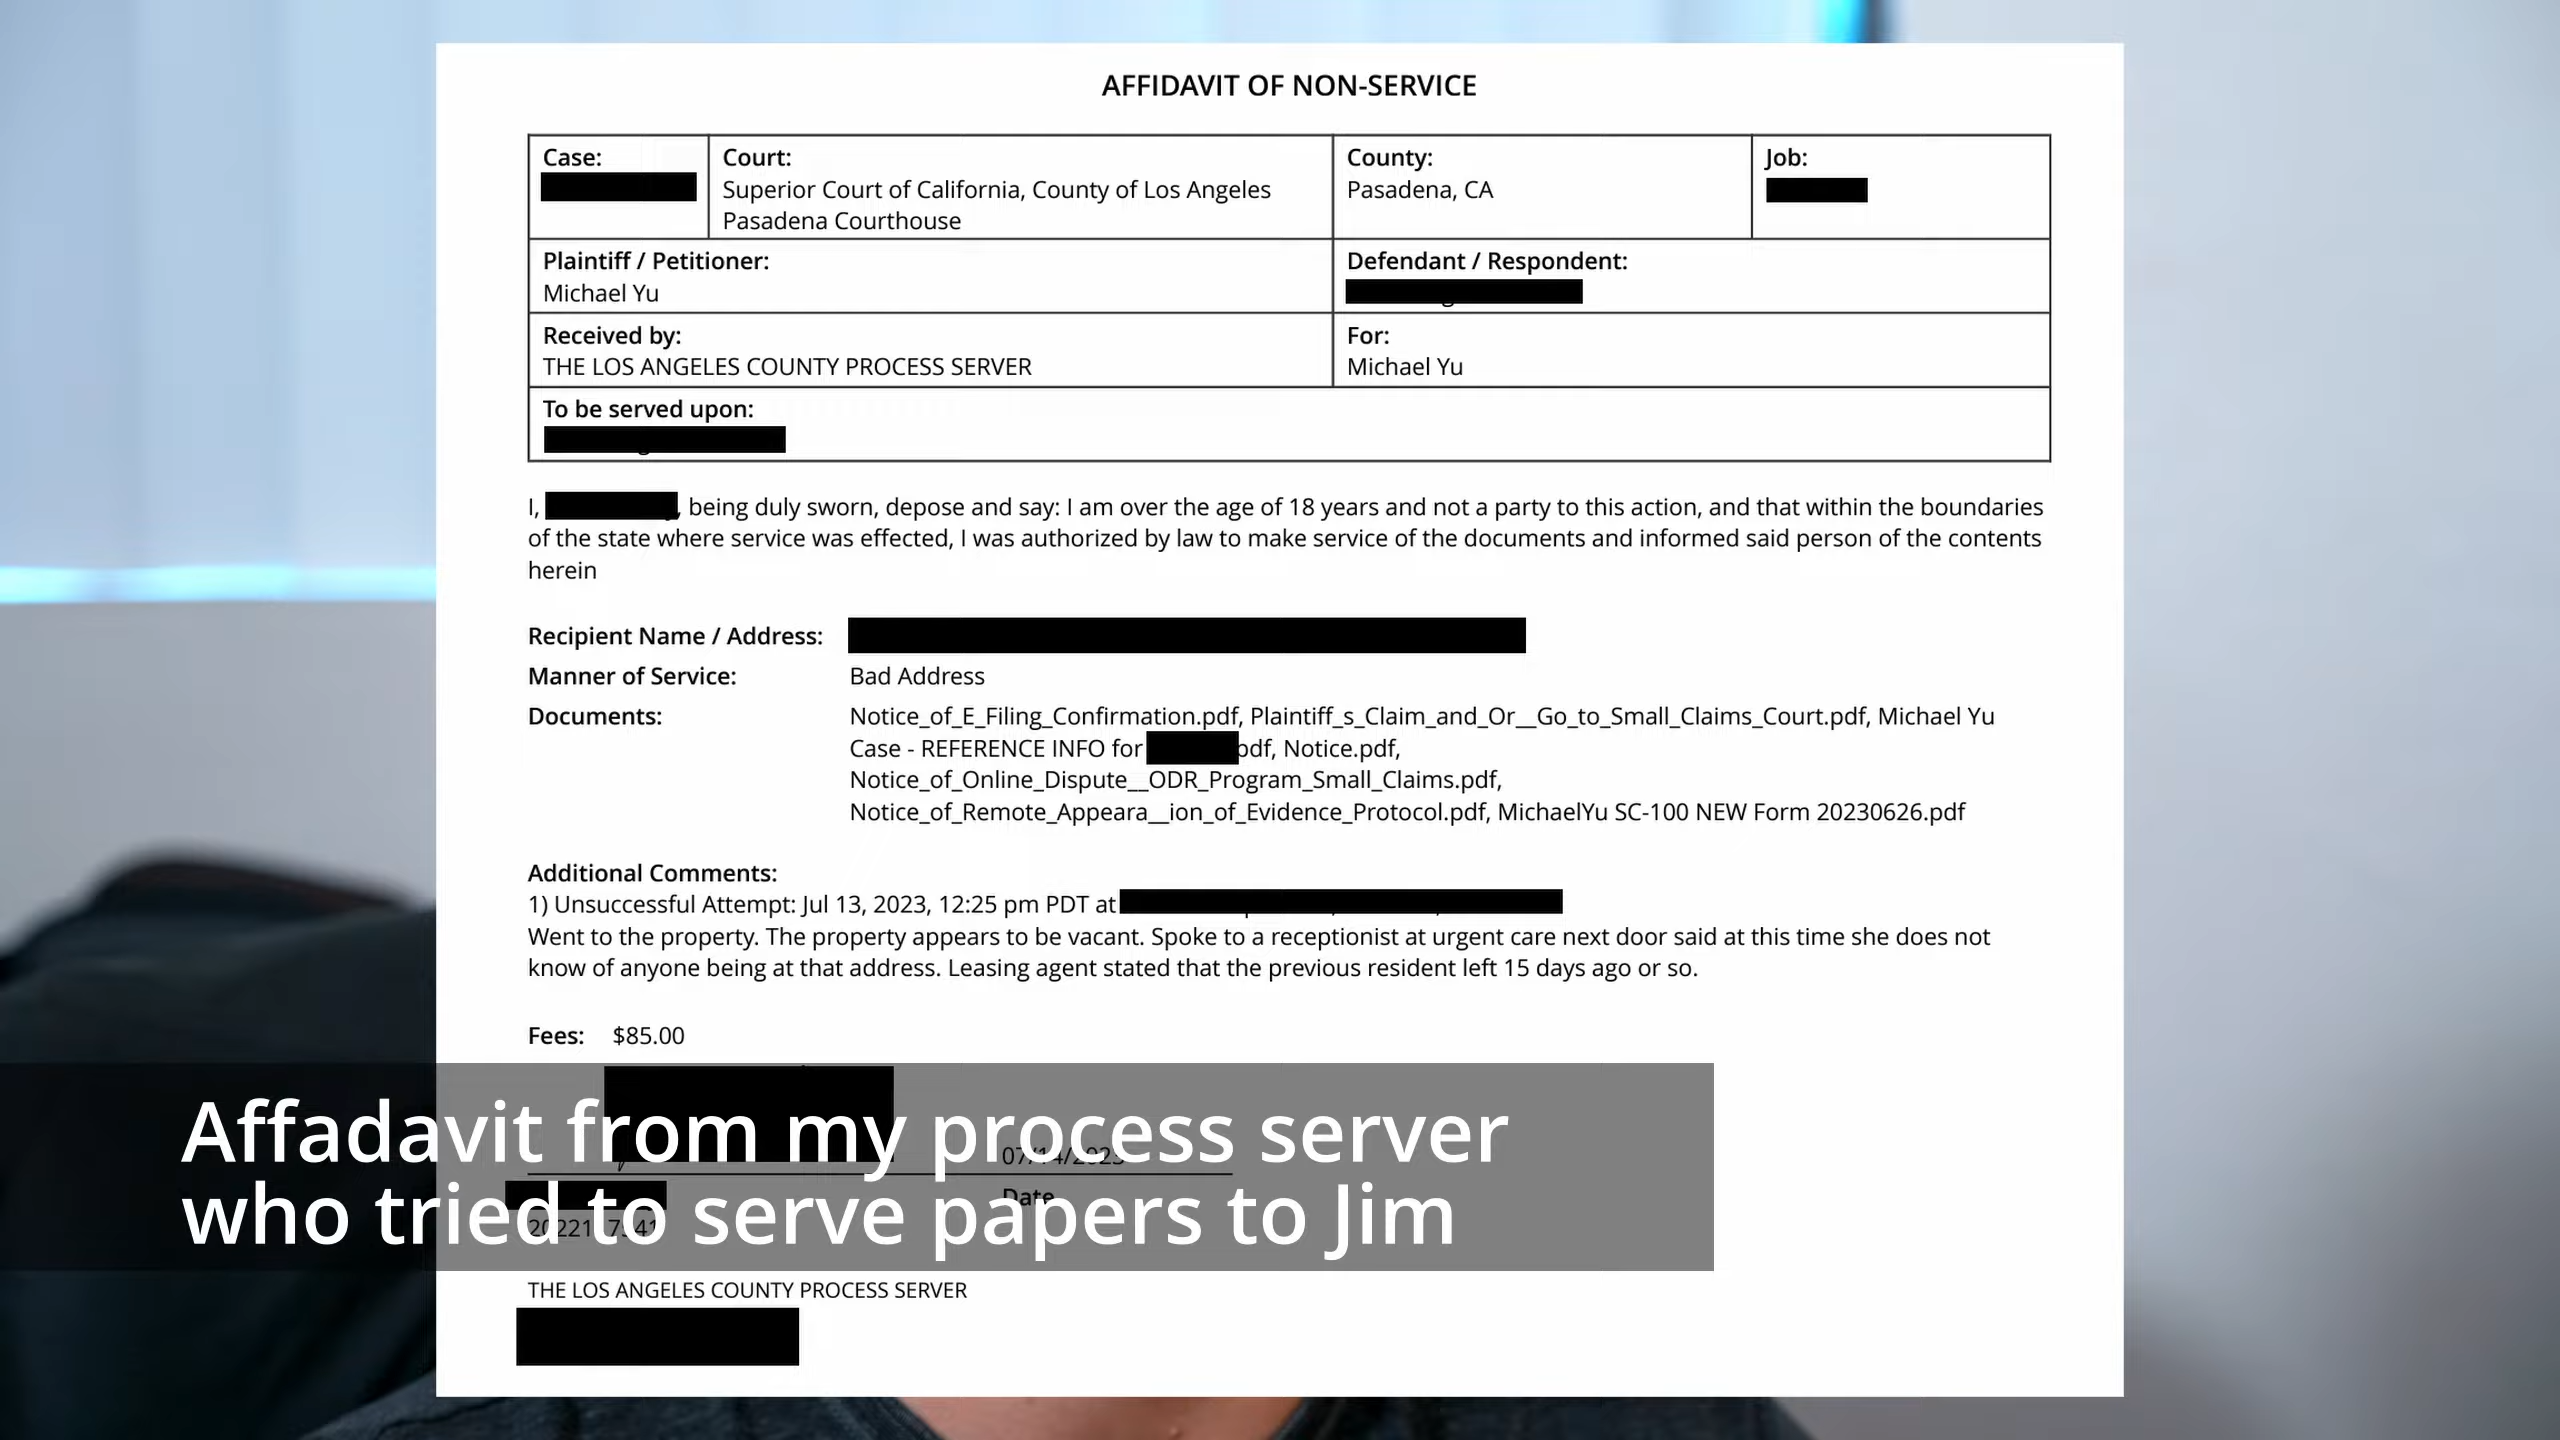 AFFIDAVIT OF NON-SERVICE
Case:
Court:
Superior Court of California, County of Los Angeles
Pasadena Courthouse
County:
Pasadena, CA
Job:
Plaintiff / Petitioner:
Michael Yu
Defendant / Respondent:
Received by:
THE LOS ANGELES COUNTY PROCESS SERVER
For:
Michael Yu
To be served upon:
I, , being duly sworn, depose and say: I am over the age of 18 years and not a party to this action, and that within the boundaries
of the state where service was effected, I was authorized by law to make service of the documents and informed said person of the contents
herein
Recipient Name / Address:
Manner of Service: Bad Address
Documents: Notice_of_E_Filing_Confirmation.pdf, Plaintiff_s_Claim_and_Or__Go_to_Small_Claims_Court.pdf, Michael Yu
Case - REFERENCE INFO for pdf, Notice.pdf,
Notice_of_Online_Dispute__ODR_Program_Small_Claims.pdf,
Notice_of_Remote_Appeara__ion_of_Evidence_Protocol.pdf, MichaelYu SC-100 NEW Form 20230626.pdf
Additional Comments:
1) Unsuccessful Attempt: Jul 13, 2023, 12:25 pm PDT at
Went to the property. The property appears to be vacant. Spoke to a receptionist at urgent care next door said at this time she does not
know of anyone being at that address. Leasing agent stated that the previous resident left 15 days ago or so.
Fees: $85.00
07/14/2023
Date
Affadavit from my process server
who tried to serve papers to Jim
THE LOS ANGELES COUNTY PROCESS SERVER